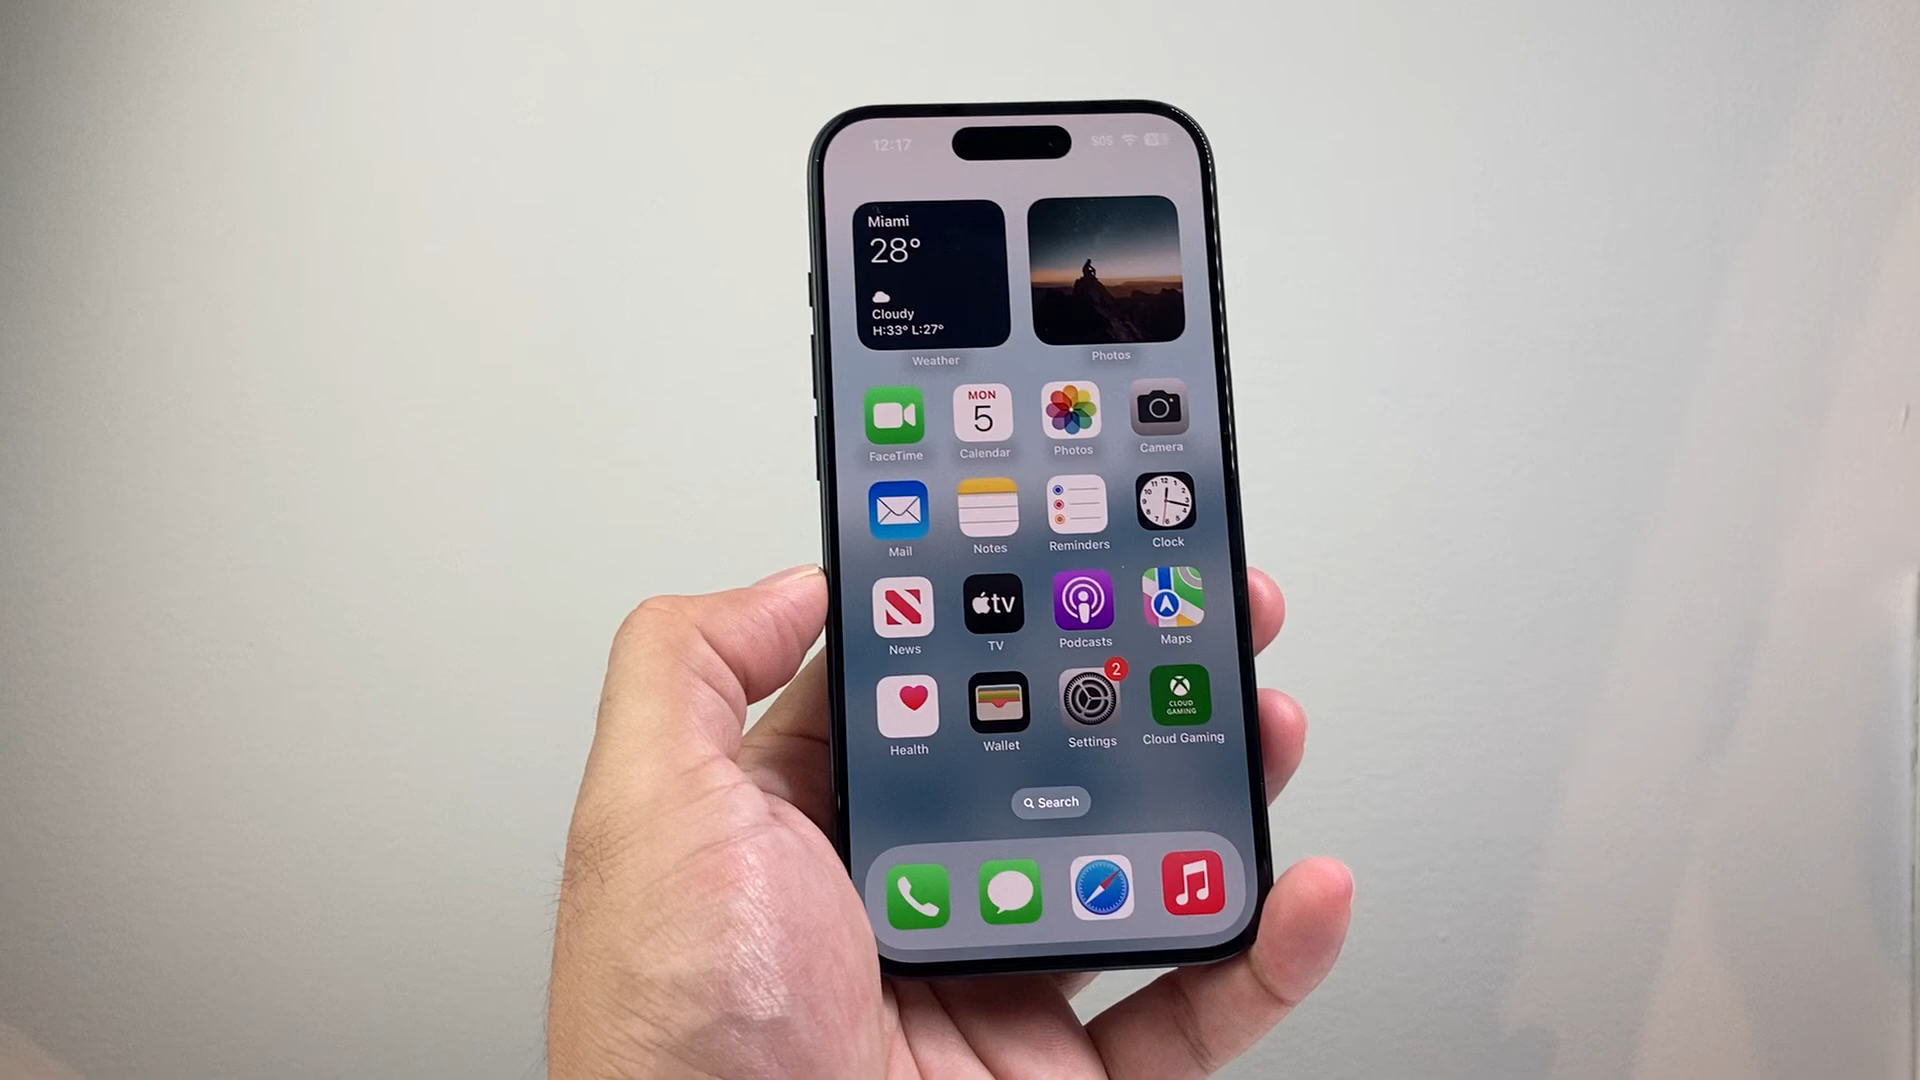 12:17
SOS
Miami
28°
Cloudy
H:33° L:27°
Weather
Photos
MON
5
FaceTime
Calendar
Photos
Camera
Mail
Notes
Reminders
Clock
tv
News
TV
Podcasts
Maps
2
CLOUD
GAMING
Health
Wallet
Settings
Cloud Gaming
Search